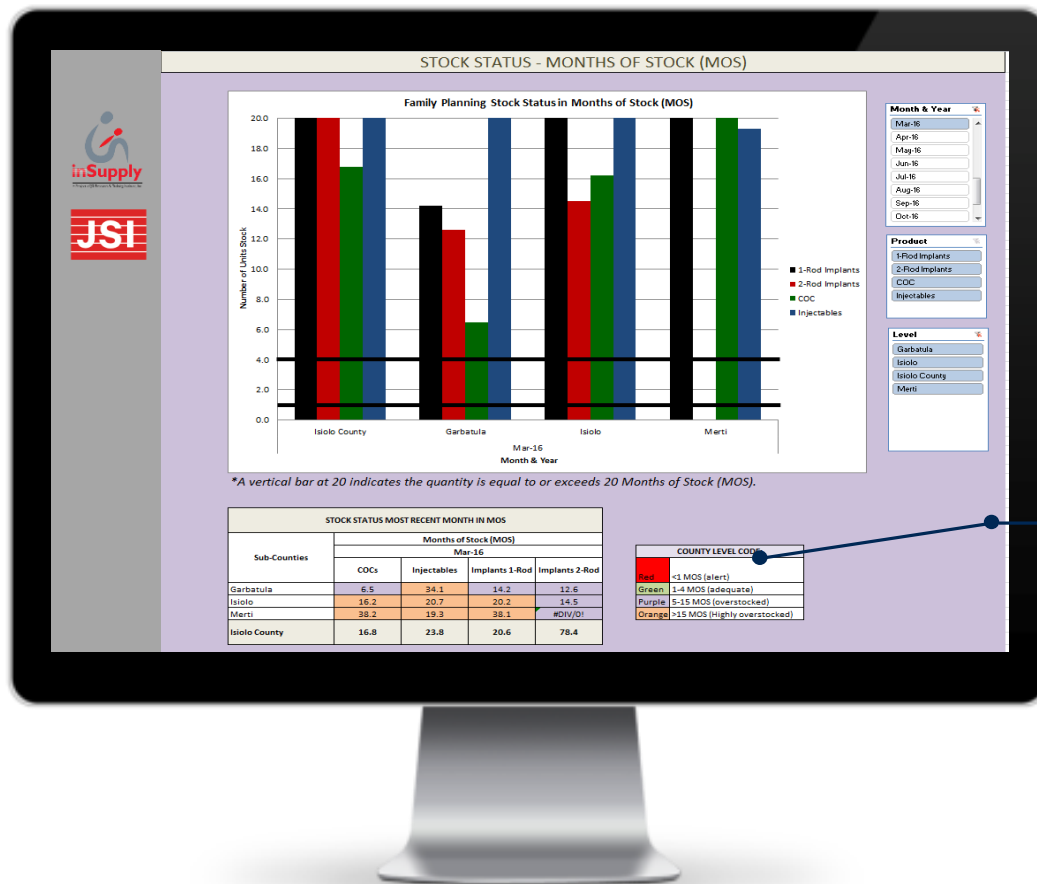 STOCK STATUS - MONTHS OF STOCK (MOS)
inSupply
JSI
Family Planning Stock Status in Months of Stock (MOS)
Number of Units Stock
20.0
18.0
16.0
14.0
12.0
10.0
8.0
6.0
4.0
2.0
0.0
Isiolo County Garbatula Isiolo Merti
Mar-16
Month & Year
1-Rod Implants
2-Rod Implants
COC
Injectables
Month & Year
Mar-16
Apr-16
May-16
Jun-16
Jul-16
Aug-16
Sep-16
Oct-16
Product
1-Rod Implants
2-Rod Implants
COC
Injectables
Level
Garbatula
Isiolo
Isiolo County
Merti
*A vertical bar at 20 indicates the quantity is equal to or exceeds 20 Months of Stock (MOS).
STOCK STATUS MOST RECENT MONTH IN MOS
Sub-Counties
Months of Stock (MOS)
Mar-16
COCs Injectables Implants 1-Rod Implants 2-Rod
Garbatula 6.5 34.1 14.2 12.6
Isiolo 16.2 20.7 20.2 14.5
Merti 38.2 19.3 38.1 #DIV/0!
Isiolo County 16.8 23.8 20.6 78.4
COUNTY LEVEL CODE
Red <1 MOS (alert)
Green 1-4 MOS (adequate)
Purple 5-15 MOS (overstocked)
Orange >15 MOS (Highly overstocked)